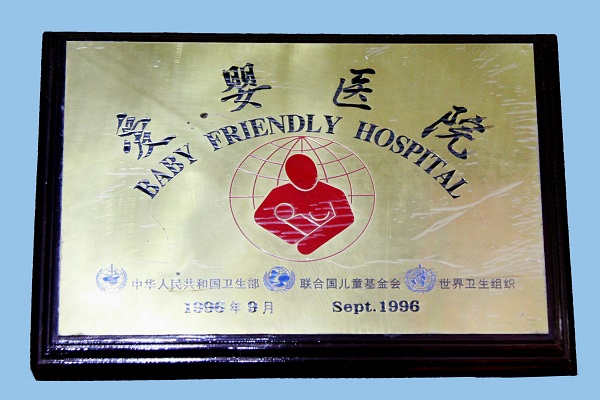 爱婴医院
BABY FRIENDLY HOSPITAL
中华人民共和国卫生部 联合国儿童基金会 世界卫生组织
1996年9月 Sept.1996